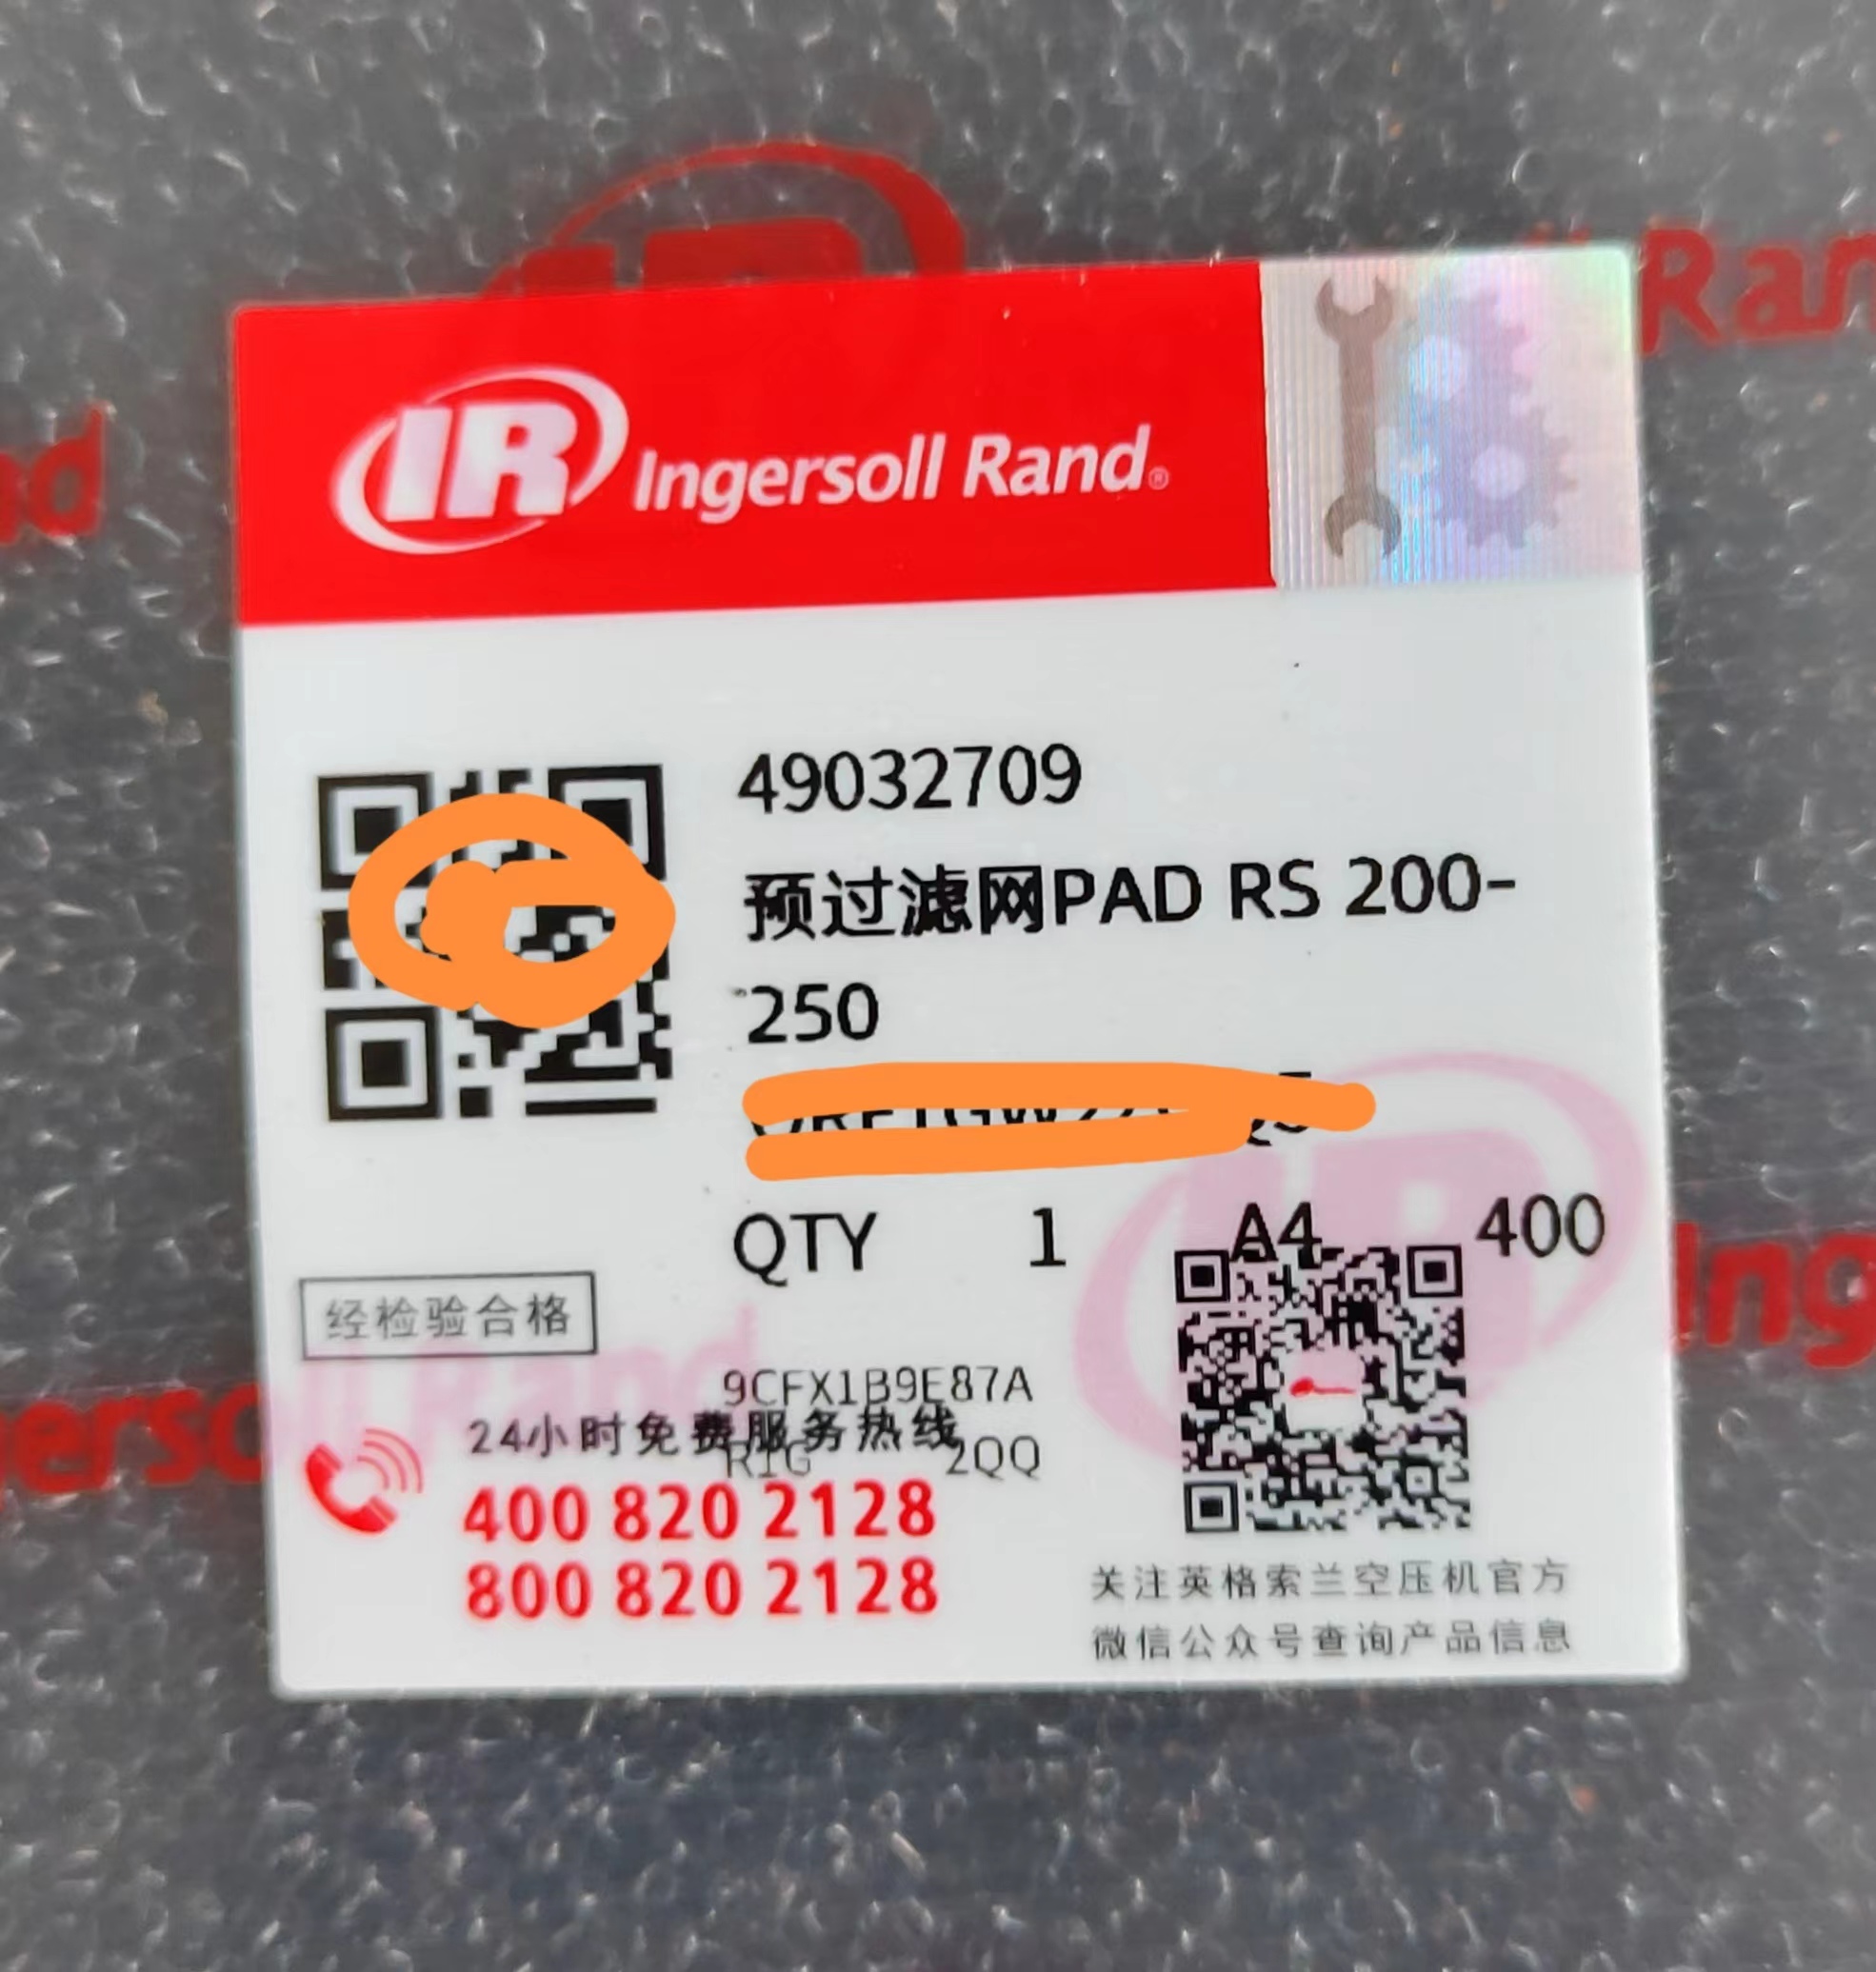 IR Ingersoll Rand®
49032709
预过滤网PAD RS 200-
250
QTY 1 A4 400
经检验合格
9CFX1B9E87A
24小时免费服务热线
R1G 2QQ
400 820 2128
800 820 2128
关注英格索兰空压机官方
微信公众号查询产品信息